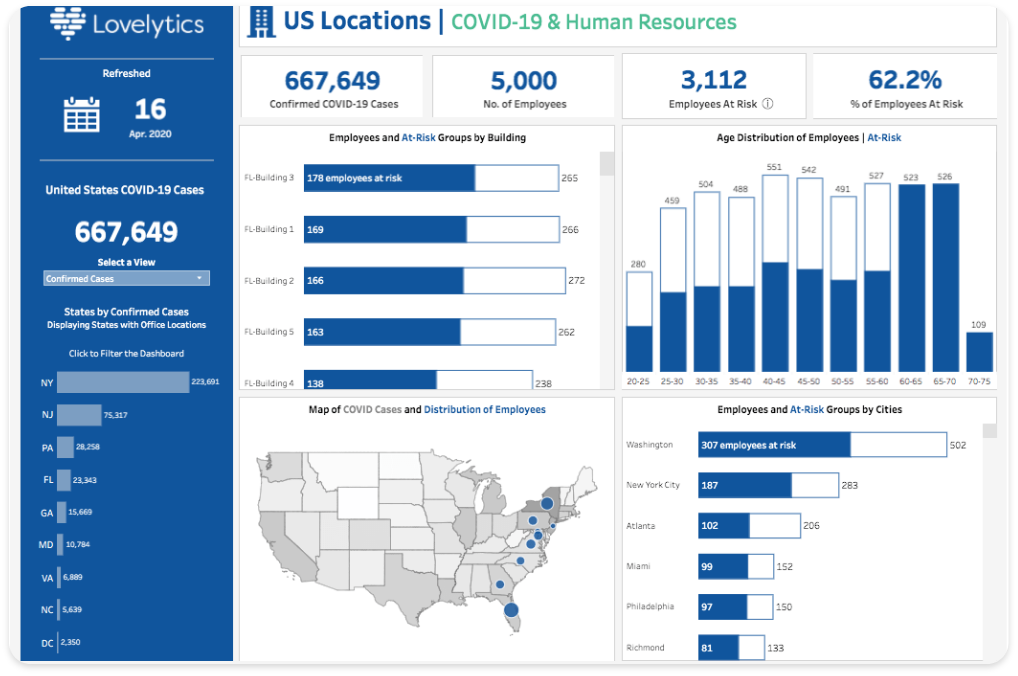 Lovelytics
Refreshed
16
Apr. 2020
United States COVID-19 Cases
667,649
Select a View
Confirmed Cases
States by Confirmed Cases
Displaying States with Office Locations
Click to Filter the Dashboard
NY 223,691
NJ 75,317
PA 28,258
FL 23,343
GA 15,669
MD 10,784
VA 6,889
NC 5,639
DC 2,350
US Locations | COVID-19 & Human Resources
667,649
Confirmed COVID-19 Cases
5,000
No. of Employees
3,112
Employees At Risk ⓘ
62.2%
% of Employees At Risk
Employees and At-Risk Groups by Building
FL-Building 3 178 employees at risk 265
FL-Building 1 169 266
FL-Building 2 166 272
FL-Building 5 163 262
FL-Building 4 138 238
Age Distribution of Employees | At-Risk
280 459 504 488 551 542 491 527 523 526 109
20-25 25-30 30-35 35-40 40-45 45-50 50-55 55-60 60-65 65-70 70-75
Map of COVID Cases and Distribution of Employees
Employees and At-Risk Groups by Cities
Washington 307 employees at risk 502
New York City 187 283
Atlanta 102 206
Miami 99 152
Philadelphia 97 150
Richmond 81 133